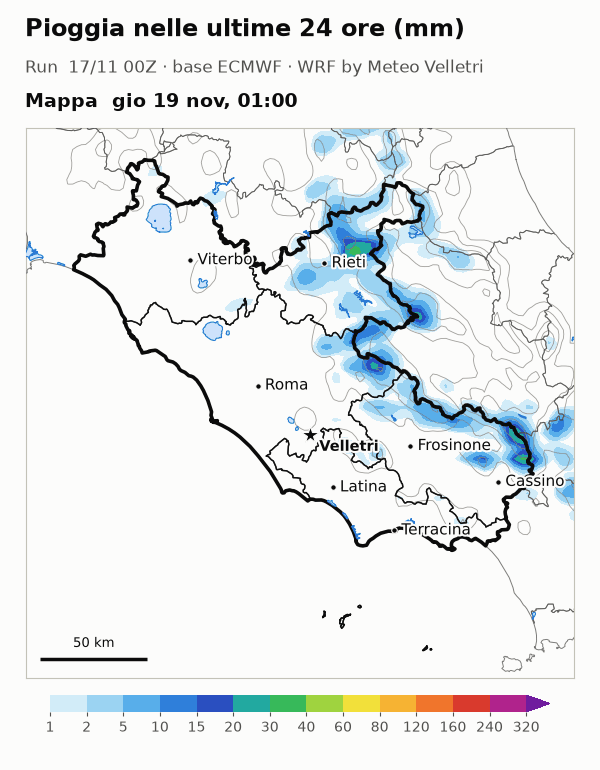 Pioggia nelle ultime 24 ore (mm)
Run  17/11 00Z · base ECMWF · WRF by Meteo Velletri
Mappa  gio 19 nov, 01:00
Viterbo
Rieti
Roma
Velletri
Frosinone
Latina
Cassino
Terracina
50 km
1 2 5 10 15 20 30 40 60 80 120 160 240 320